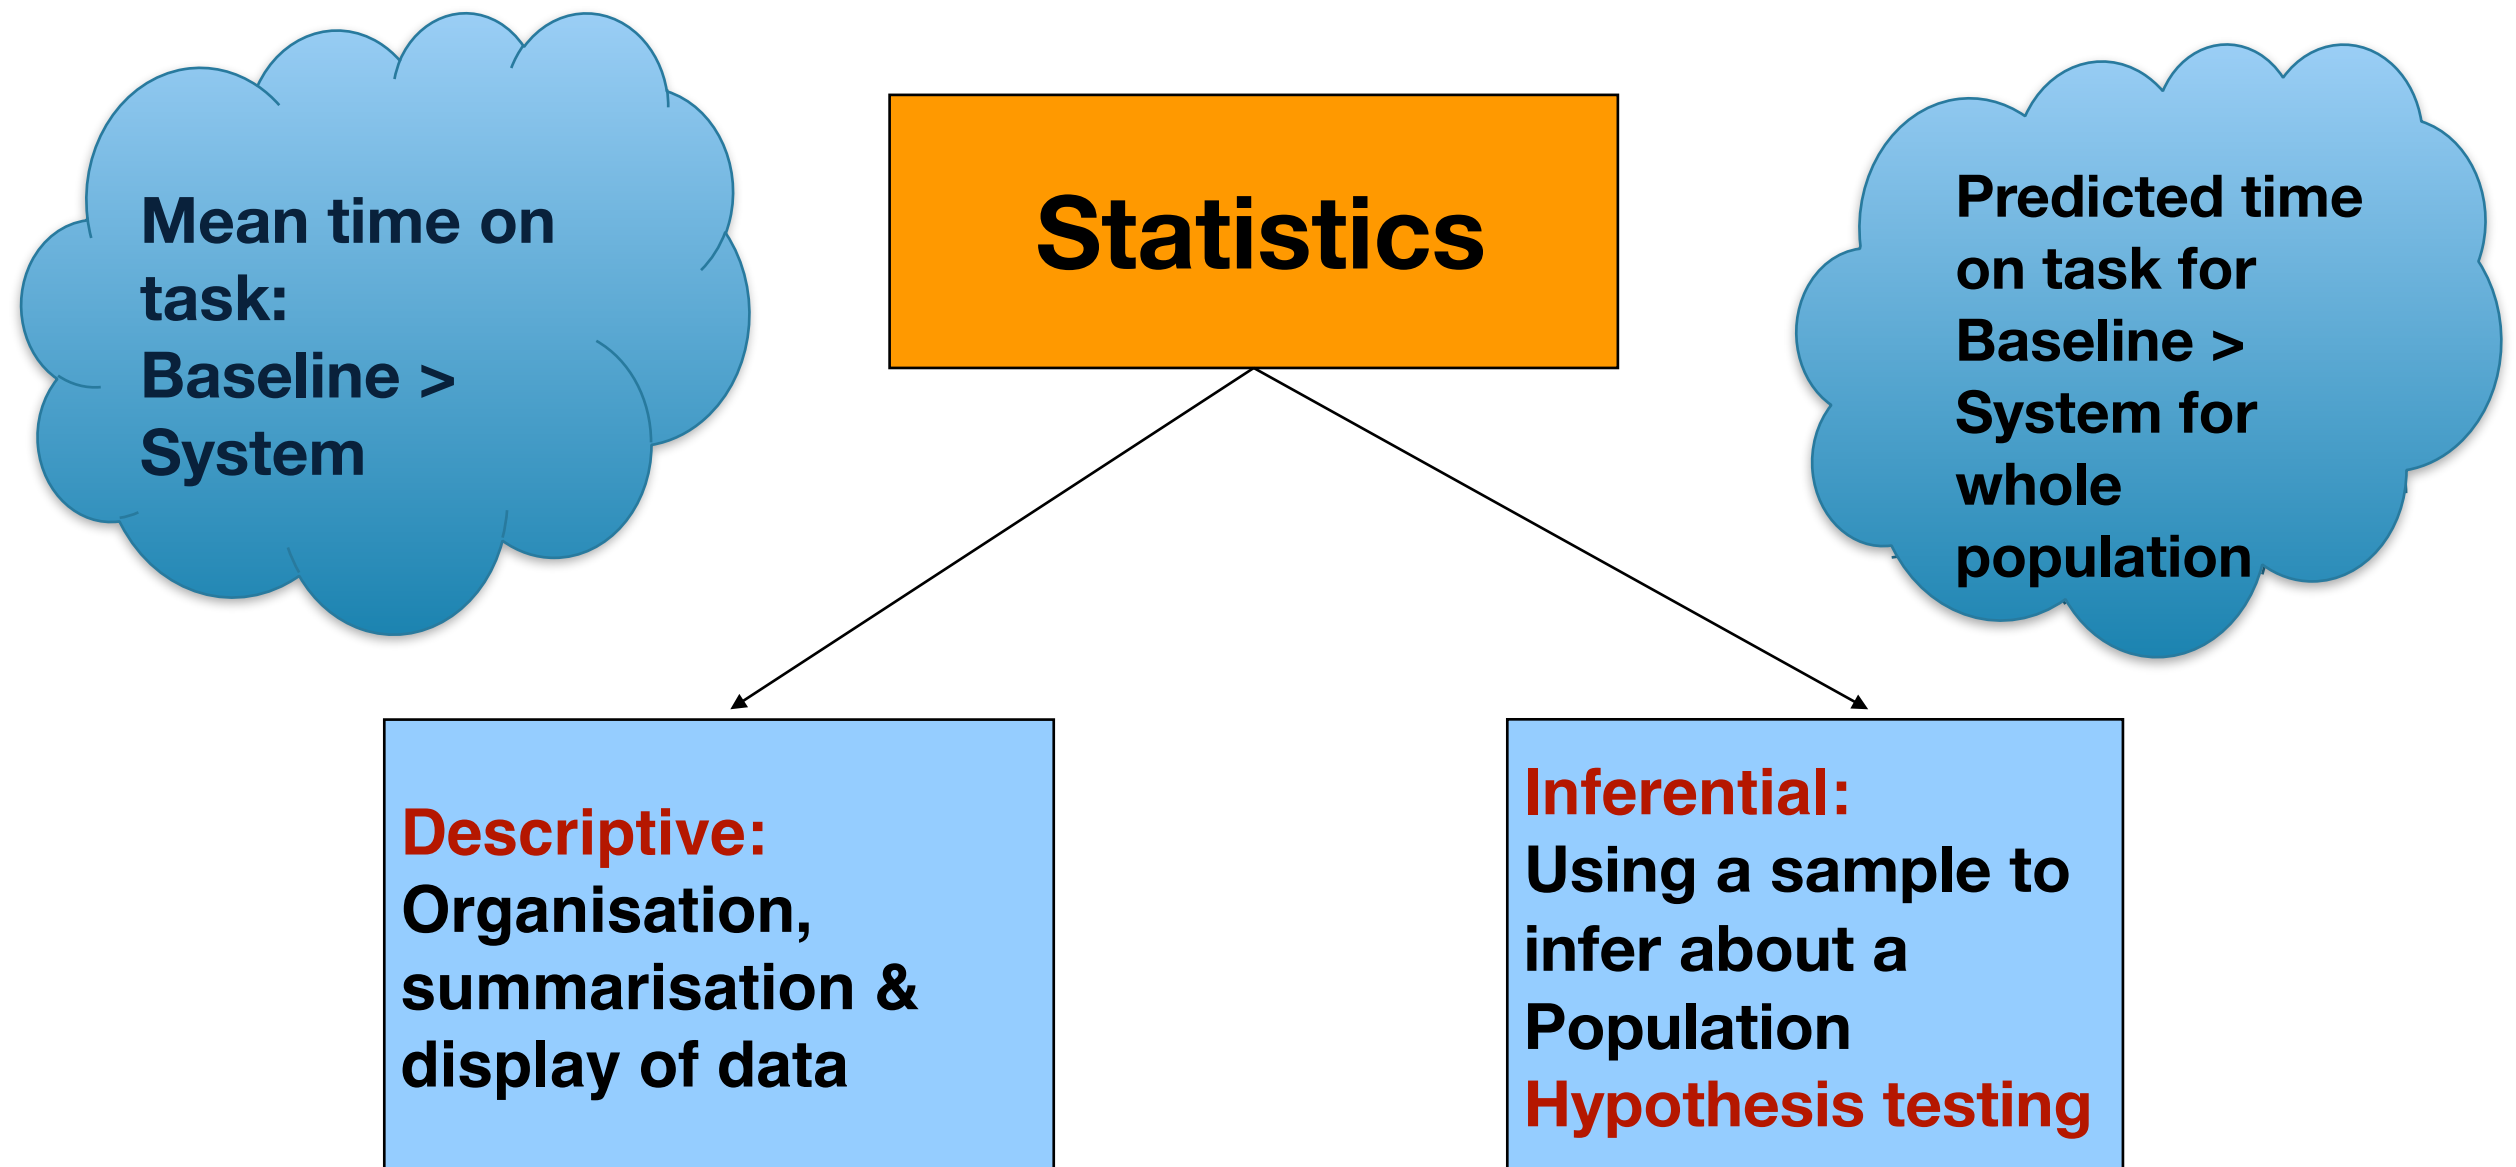 Mean time on
task:
Baseline >
System
Statistics
Predicted time
on task for
Baseline >
System for
whole
population
Descriptive:
Organisation,
summarisation &
display of data
Inferential:
Using a sample to
infer about a
Population
Hypothesis testing